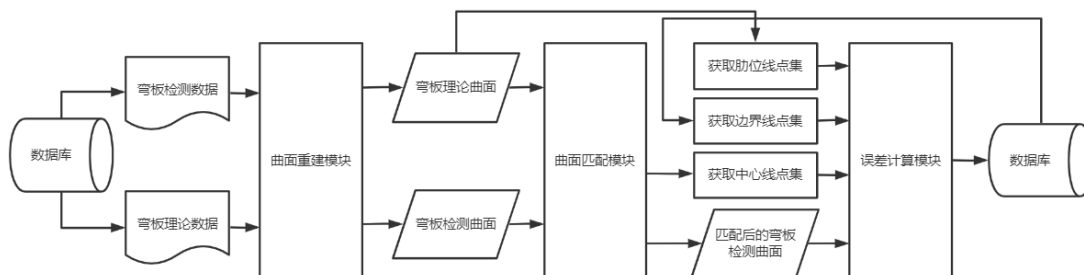 数据库
弯板检测数据
弯板理论数据
曲面重建模块
弯板理论曲面
弯板检测曲面
曲面匹配模块
获取肋位线点集
获取边界线点集
获取中心线点集
匹配后的弯板
检测曲面
误差计算模块
数据库